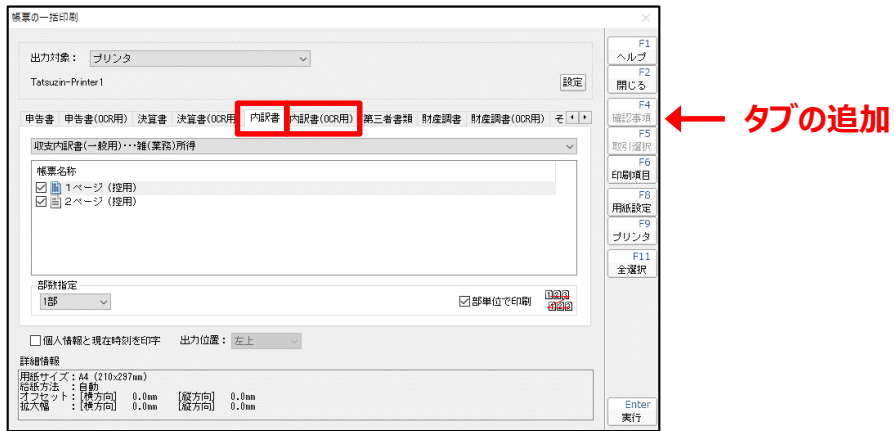 帳票の一括印刷
出力対象： プリンタ
Tatsuzin-Printer1
設定
申告書 申告書(OCR用) 決算書 決算書(OCR用 内訳書 内訳書(OCR用) 第三者書類 財産調書 財産調書(OCR用) そ
収支内訳書(一般用)・・・雑(業務)所得
帳票名称
1ページ (控用)
2ページ (控用)
部数指定
1部
部単位で印刷
個人情報と現在時刻を印字 出力位置： 左上
詳細情報
用紙サイズ：A4 (210x297mm)
給紙方法 ：自動
オフセット：[横方向] 0.0mm [縦方向] 0.0mm
拡大幅 ：[横方向] 0.0mm [縦方向] 0.0mm
F1
ヘルプ
F2
閉じる
F4
確認事項
F5
取引選択
F6
印刷項目
F8
用紙設定
F9
プリンタ
F11
全選択
Enter
実行
タブの追加